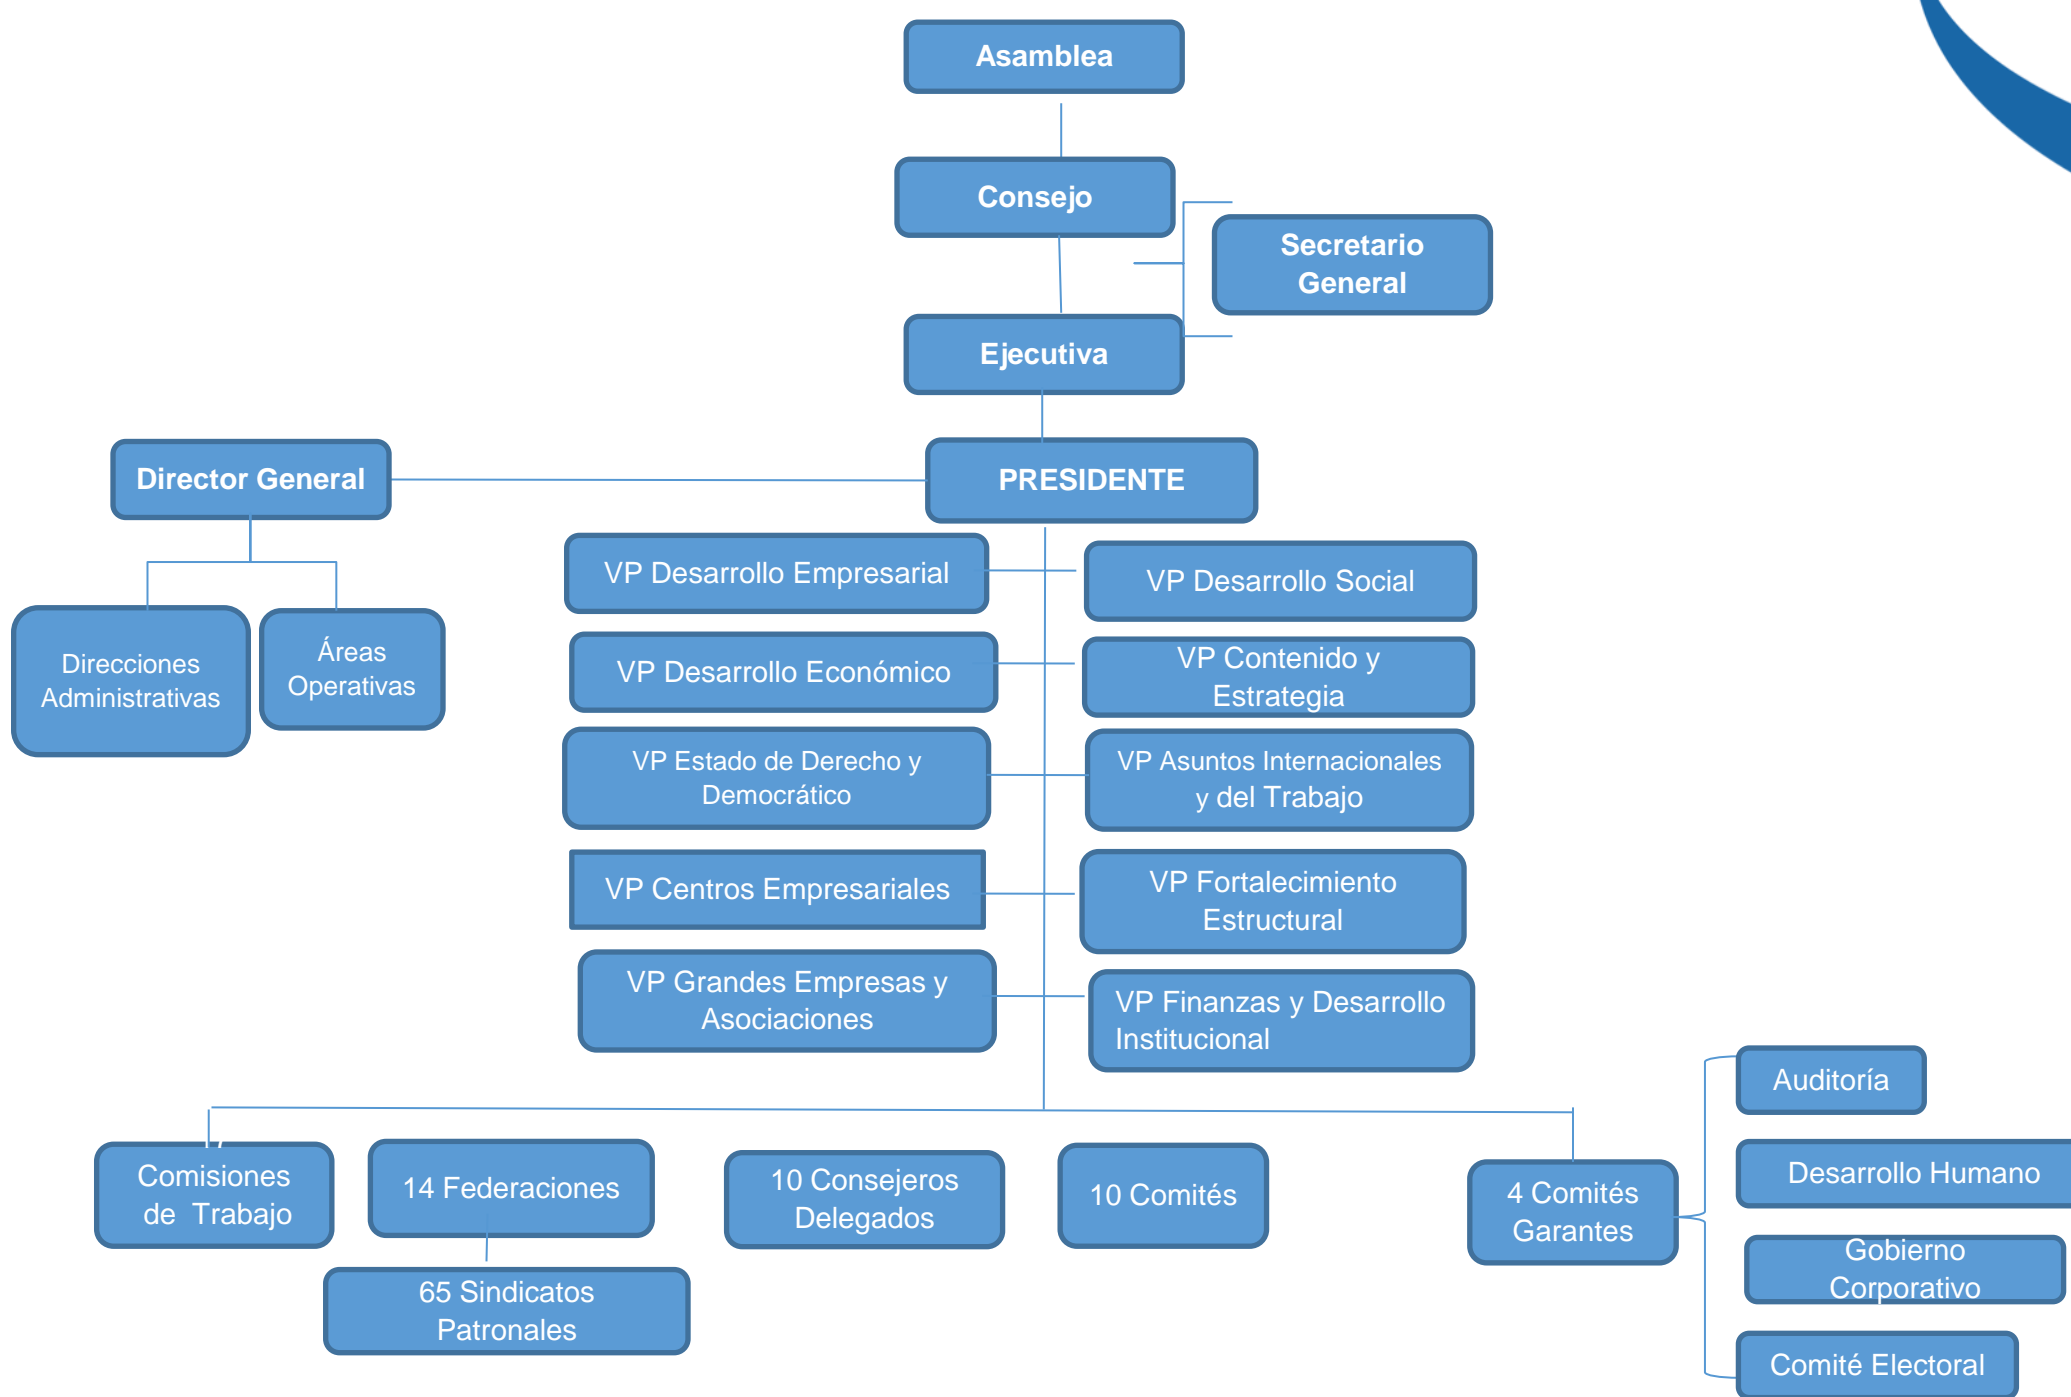 Asamblea
Consejo
Secretario
General
Ejecutiva
Director General
PRESIDENTE
Direcciones
Administrativas
Áreas
Operativas
VP Desarrollo Empresarial
VP Desarrollo Social
VP Desarrollo Económico
VP Contenido y
Estrategia
VP Estado de Derecho y
Democrático
VP Asuntos Internacionales
y del Trabajo
VP Centros Empresariales
VP Fortalecimiento
Estructural
VP Grandes Empresas y
Asociaciones
VP Finanzas y Desarrollo
Institucional
Comisiones
de Trabajo
14 Federaciones
65 Sindicatos
Patronales
10 Consejeros
Delegados
10 Comités
4 Comités
Garantes
Auditoría
Desarrollo Humano
Gobierno
Corporativo
Comité Electoral